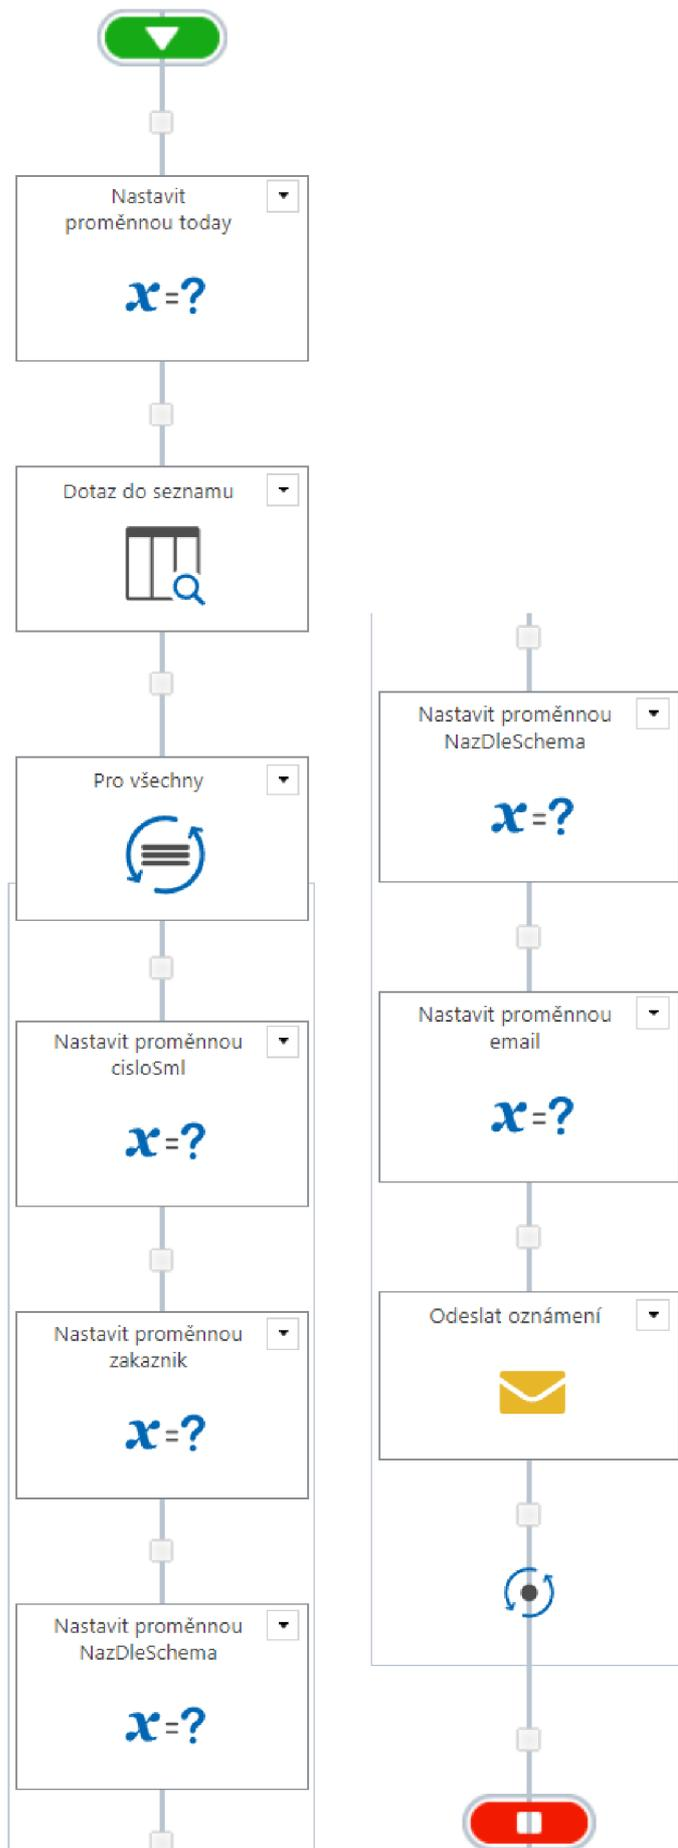 Nastavit
proměnnou today
x=?
Dotaz do seznamu
Pro všechny
Nastavit proměnnou
cisloSml
x=?
Nastavit proměnnou
zakaznik
x=?
Nastavit proměnnou
NazDleSchema
x=?
Nastavit proměnnou
NazDleSchema
x=?
Nastavit proměnnou
email
x=?
Odeslat oznámení